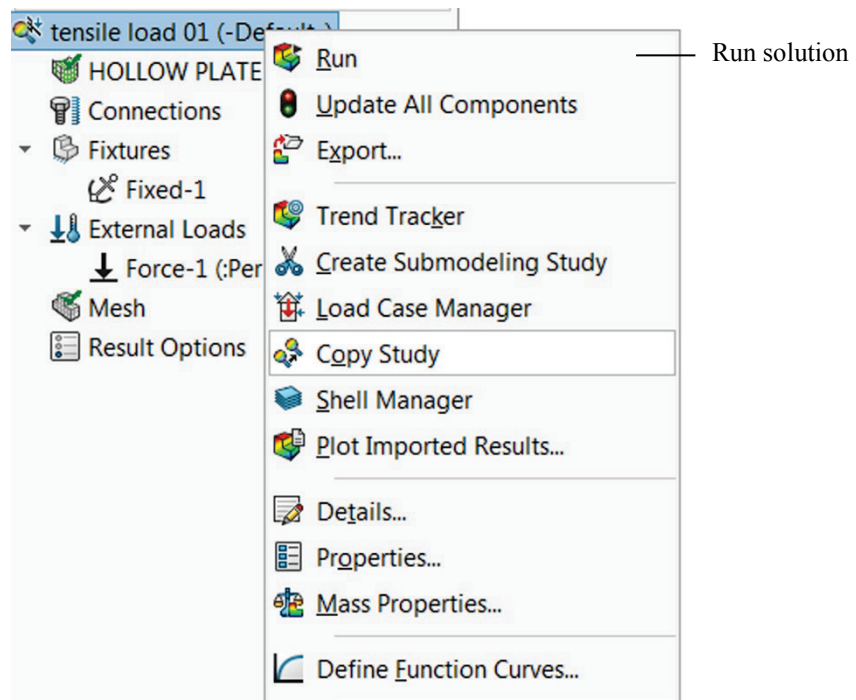 tensile load 01 (-Default-)
HOLLOW PLATE
Connections
Fixtures
Fixed-1
External Loads
Force-1 (:Per
Mesh
Result Options
Run
Update All Components
Export...
Trend Tracker
Create Submodeling Study
Load Case Manager
Copy Study
Shell Manager
Plot Imported Results...
Details...
Properties...
Mass Properties...
Define Function Curves...
Run solution